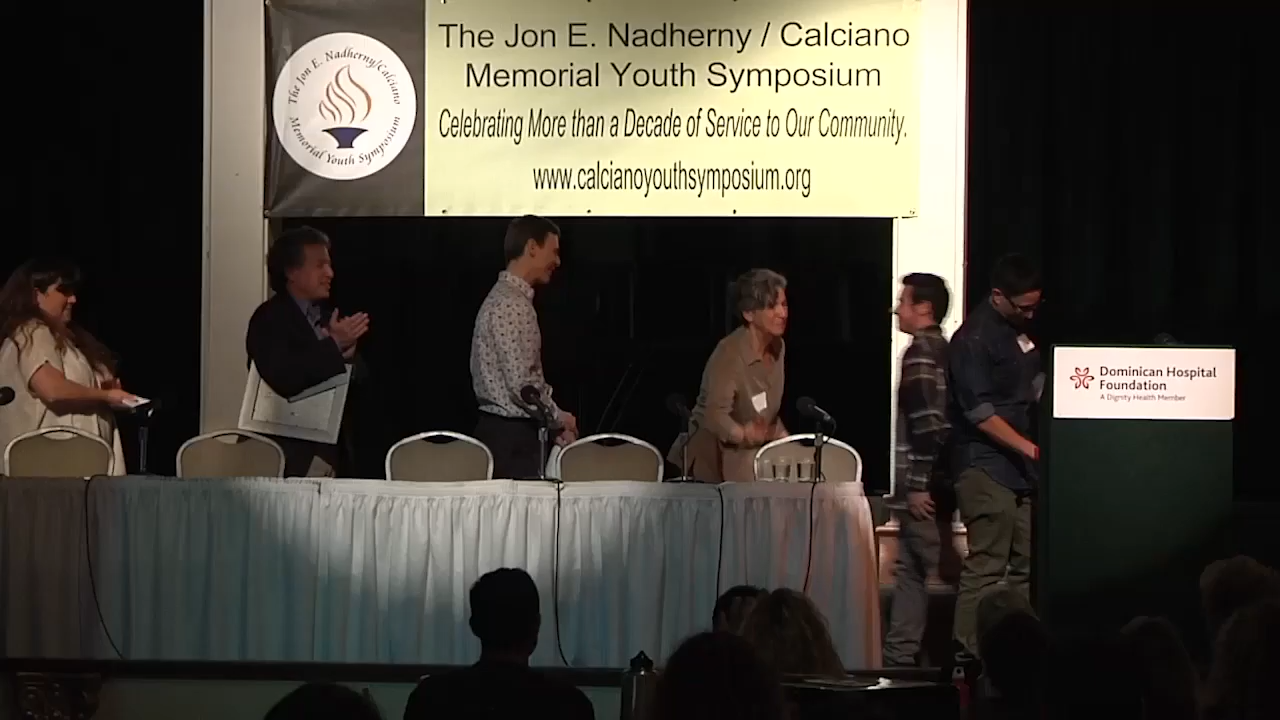 The Jon E. Nadherny / Calciano
Memorial Youth Symposium
Celebrating More than a Decade of Service to Our Community.
www.calcianoyouthsymposium.org
The Jon E. Nadherny/Calciano
Memorial Youth Symposium
Dominican Hospital
Foundation
A Dignity Health Member